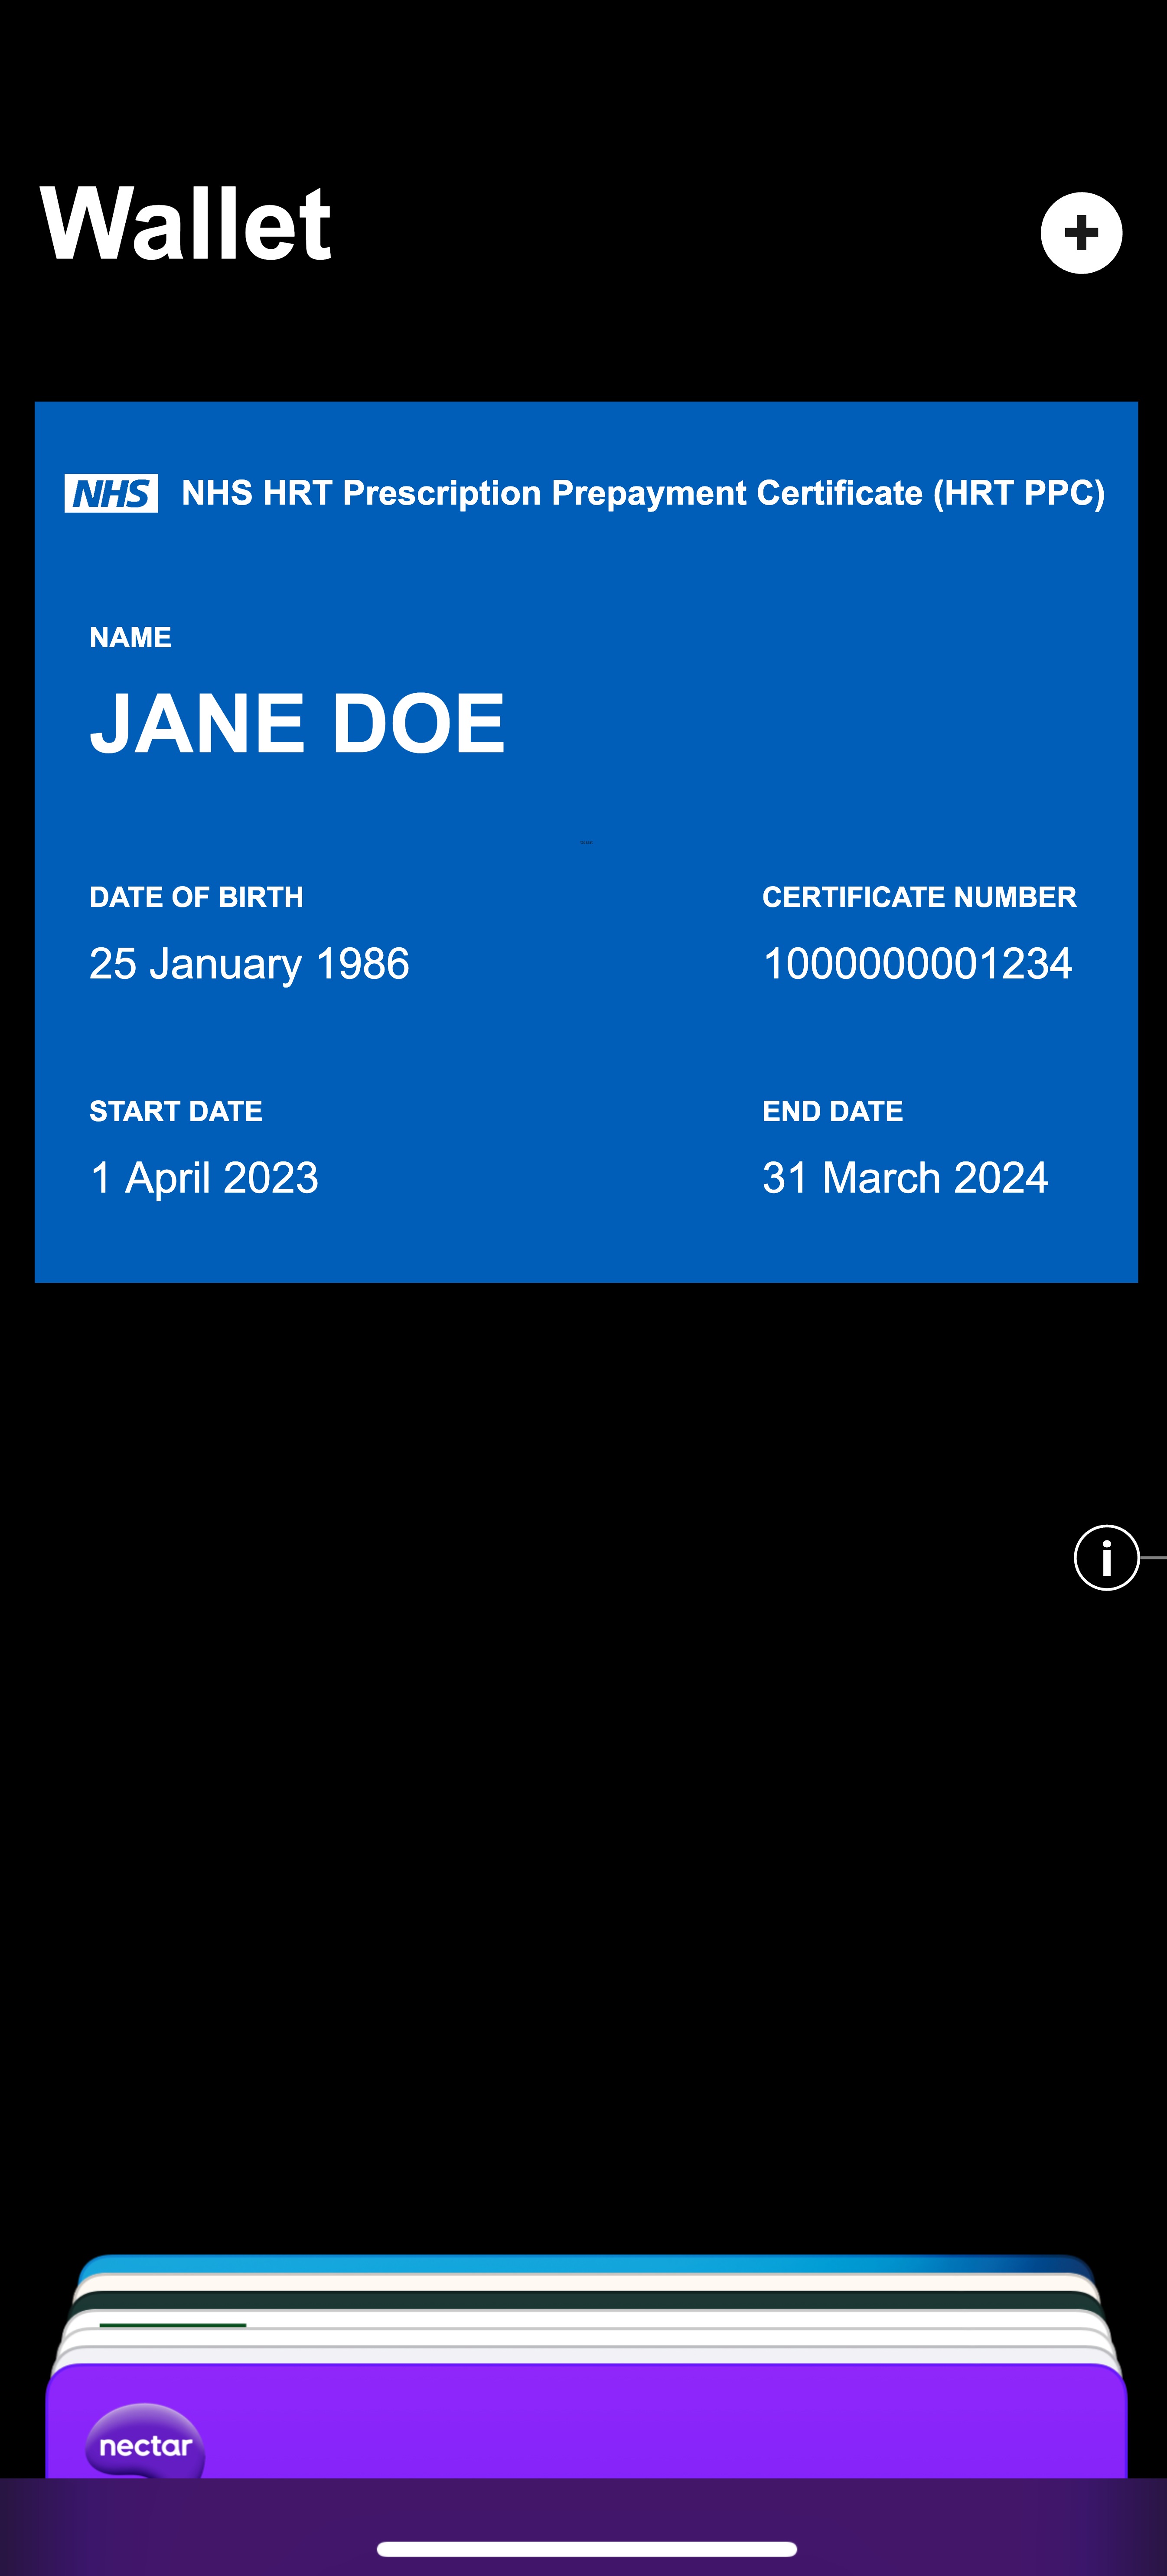 Wallet
NHS NHS HRT Prescription Prepayment Certificate (HRT PPC)
NAME
JANE DOE
DATE OF BIRTH
CERTIFICATE NUMBER
25 January 1986
1000000001234
START DATE
END DATE
1 April 2023
31 March 2024
i
nectar